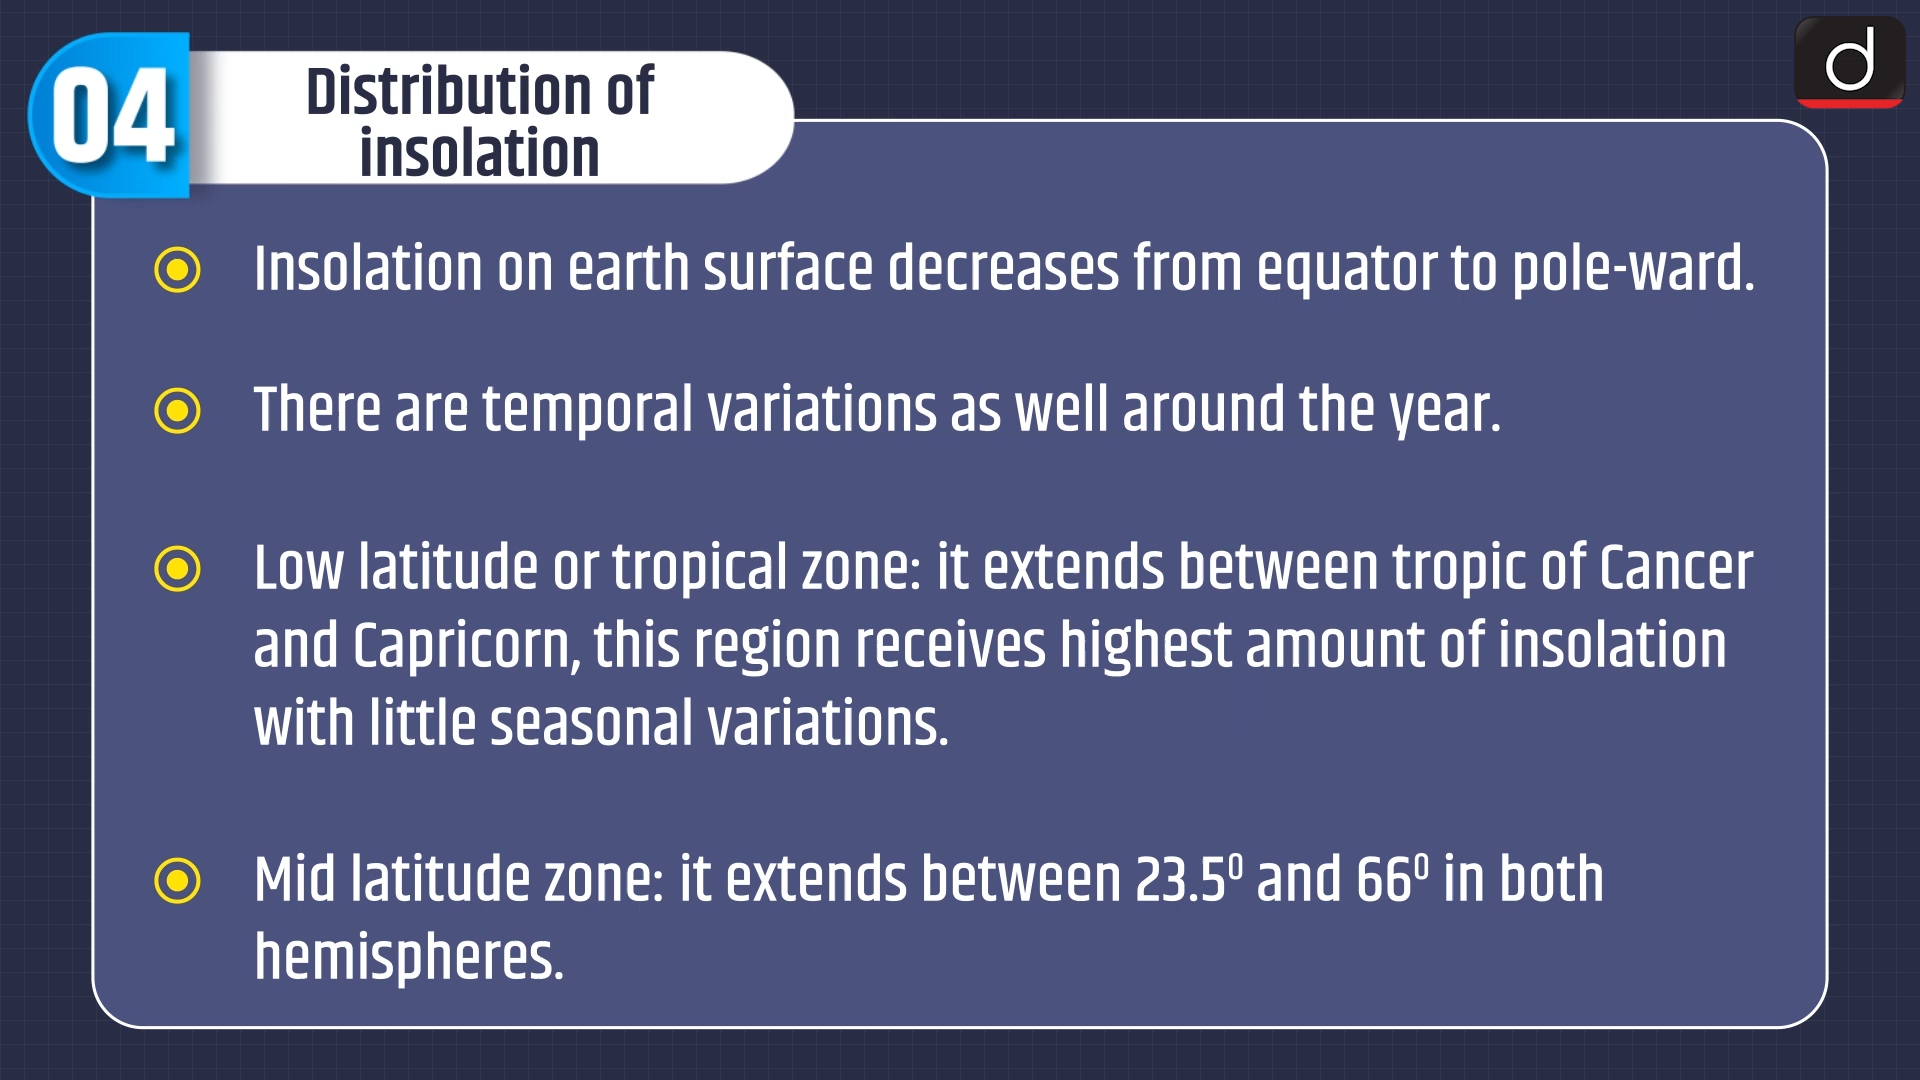 04
Distribution of
insolation
d
Insolation on earth surface decreases from equator to pole-ward.
There are temporal variations as well around the year.
Low latitude or tropical zone: it extends between tropic of Cancer
and Capricorn, this region receives highest amount of insolation
with little seasonal variations.
Mid latitude zone: it extends between 23.5⁰ and 66⁰ in both
hemispheres.